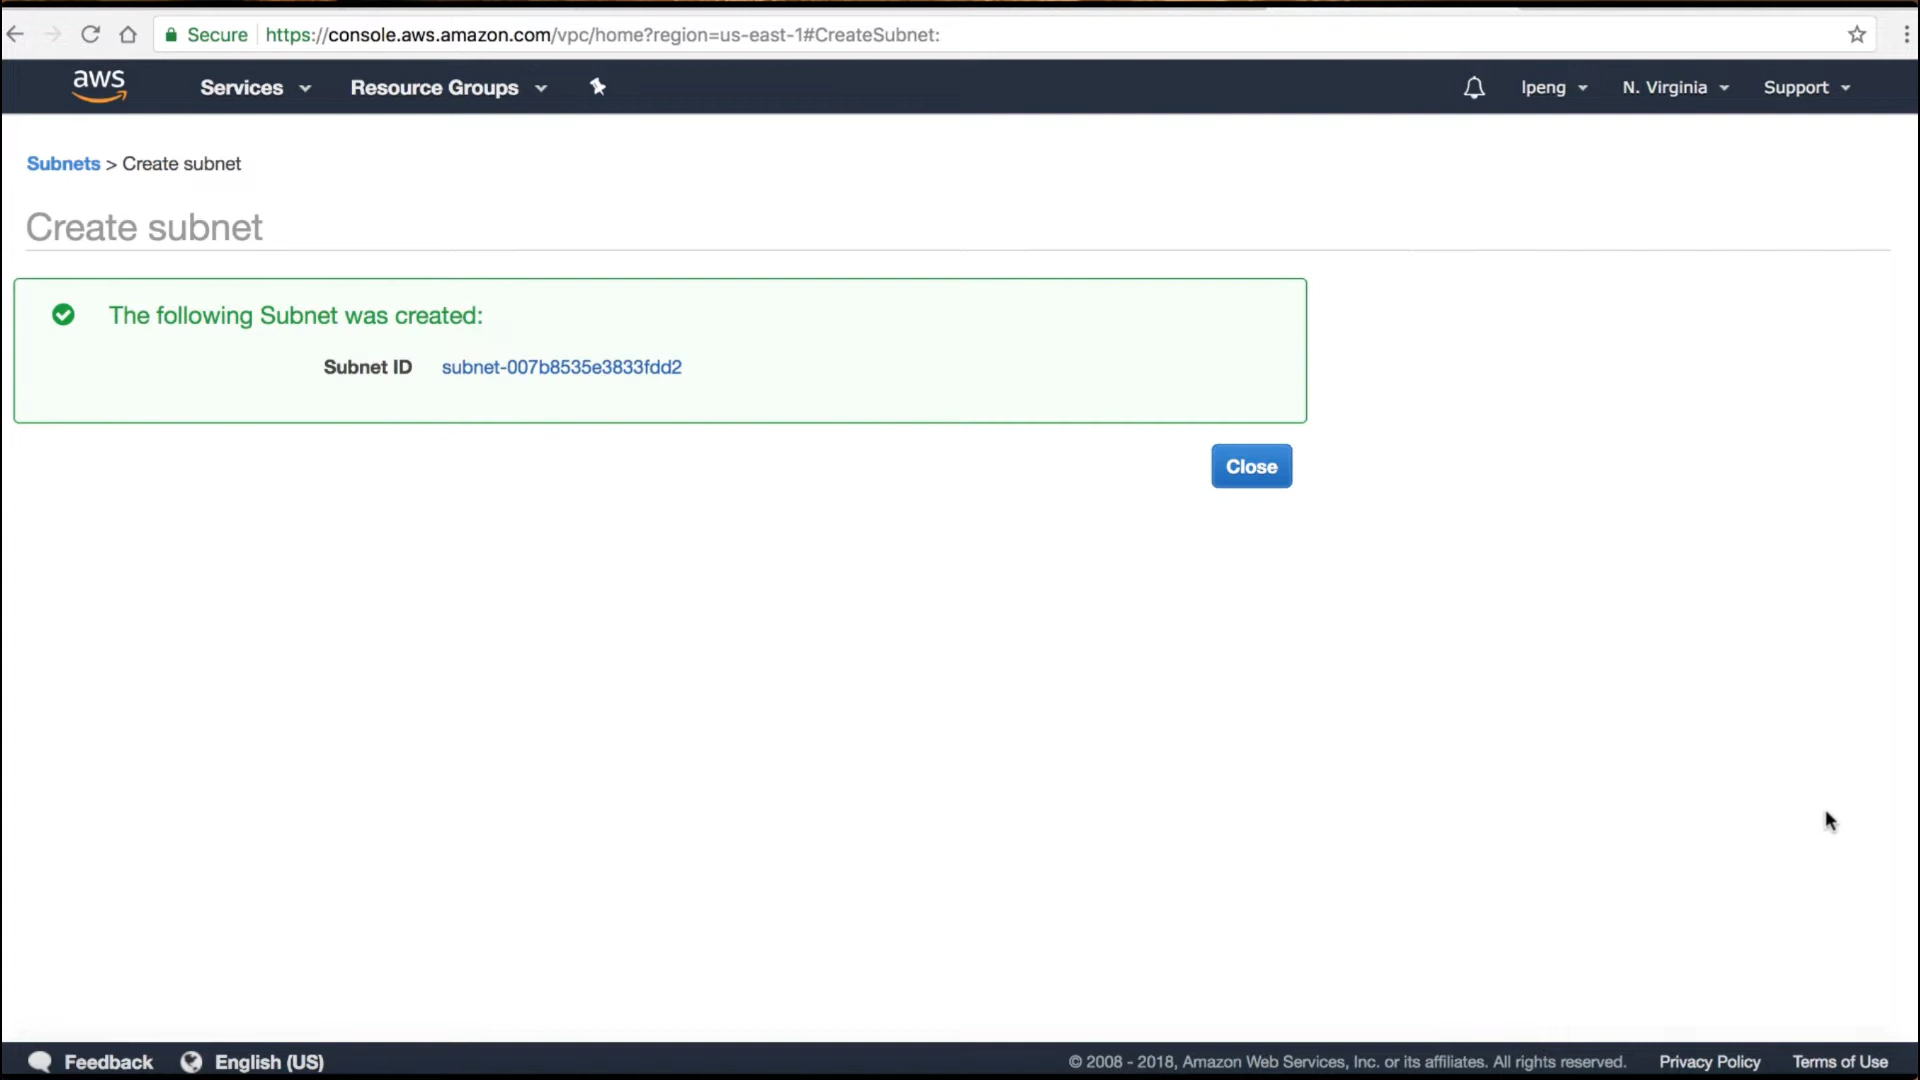 Secure https://console.aws.amazon.com/vpc/home?region=us-east-1#CreateSubnet:
aws Services Resource Groups Ipeng N. Virginia Support
Subnets > Create subnet
Create subnet
The following Subnet was created:
Subnet ID subnet-007b8535e3833fdd2
Close
Feedback English (US) © 2008 - 2018, Amazon Web Services, Inc. or its affiliates. All rights reserved. Privacy Policy Terms of Use